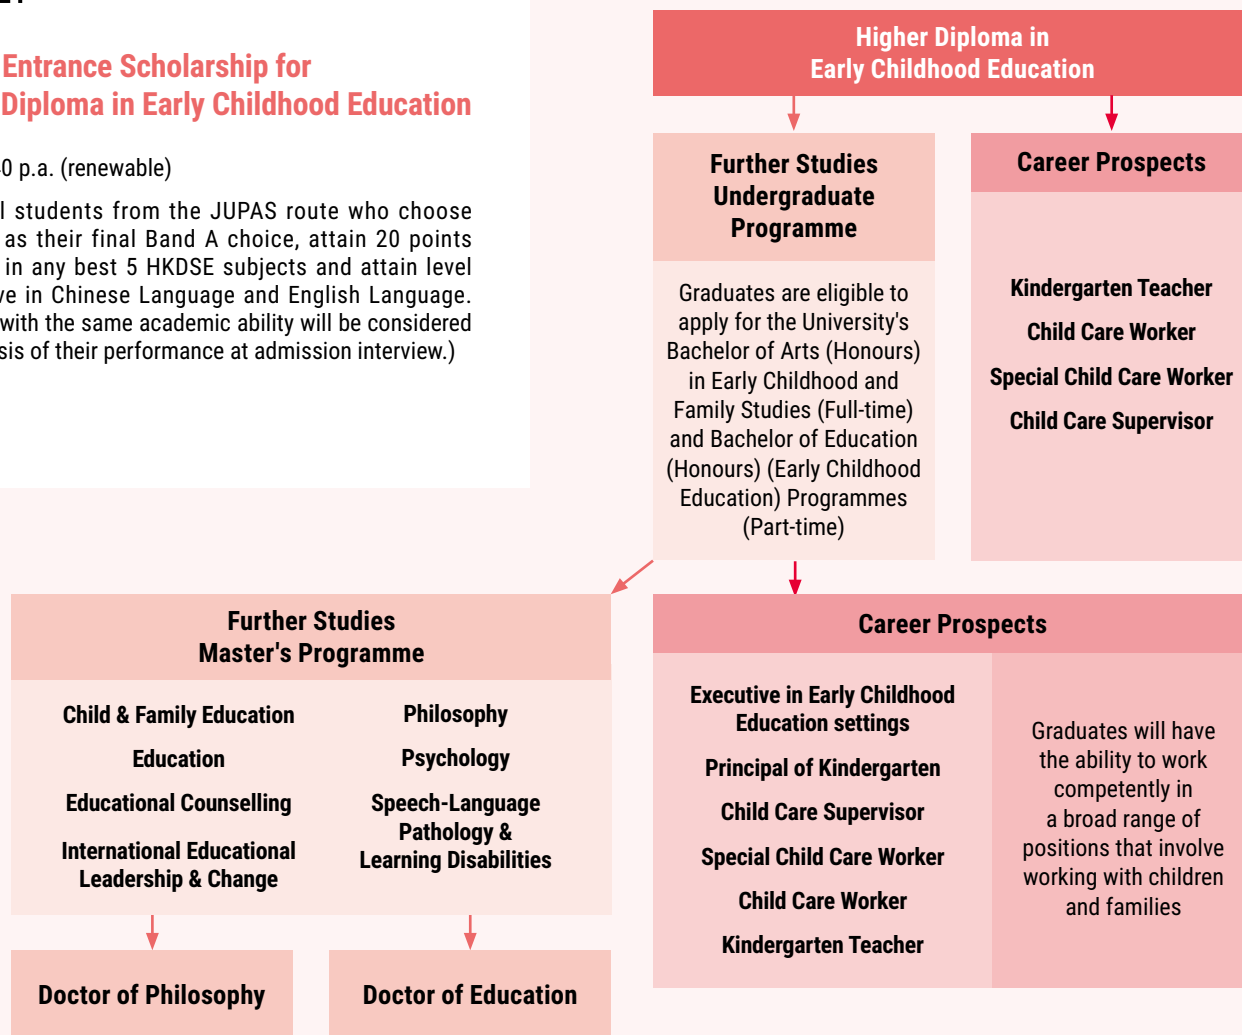 Entrance Scholarship for
Diploma in Early Childhood Education
0 p.a. (renewable)
students from the JUPAS route who choose
as their final Band A choice, attain 20 points
in any best 5 HKDSE subjects and attain level
in Chinese Language and English Language.
with the same academic ability will be considered
of their performance at admission interview.)
Higher Diploma in
Early Childhood Education
Further Studies
Undergraduate
Programme
Graduates are eligible to
apply for the University's
Bachelor of Arts (Honours)
in Early Childhood and
Family Studies (Full-time)
and Bachelor of Education
(Honours) (Early Childhood
Education) Programmes
(Part-time)
Career Prospects
Kindergarten Teacher
Child Care Worker
Special Child Care Worker
Child Care Supervisor
Further Studies
Master's Programme
Child & Family Education
Education
Educational Counselling
International Educational
Leadership & Change
Philosophy
Psychology
Speech-Language
Pathology &
Learning Disabilities
Doctor of Philosophy
Doctor of Education
Career Prospects
Executive in Early Childhood
Education settings
Principal of Kindergarten
Child Care Supervisor
Special Child Care Worker
Child Care Worker
Kindergarten Teacher
Graduates will have
the ability to work
competently in
a broad range of
positions that involve
working with children
and families